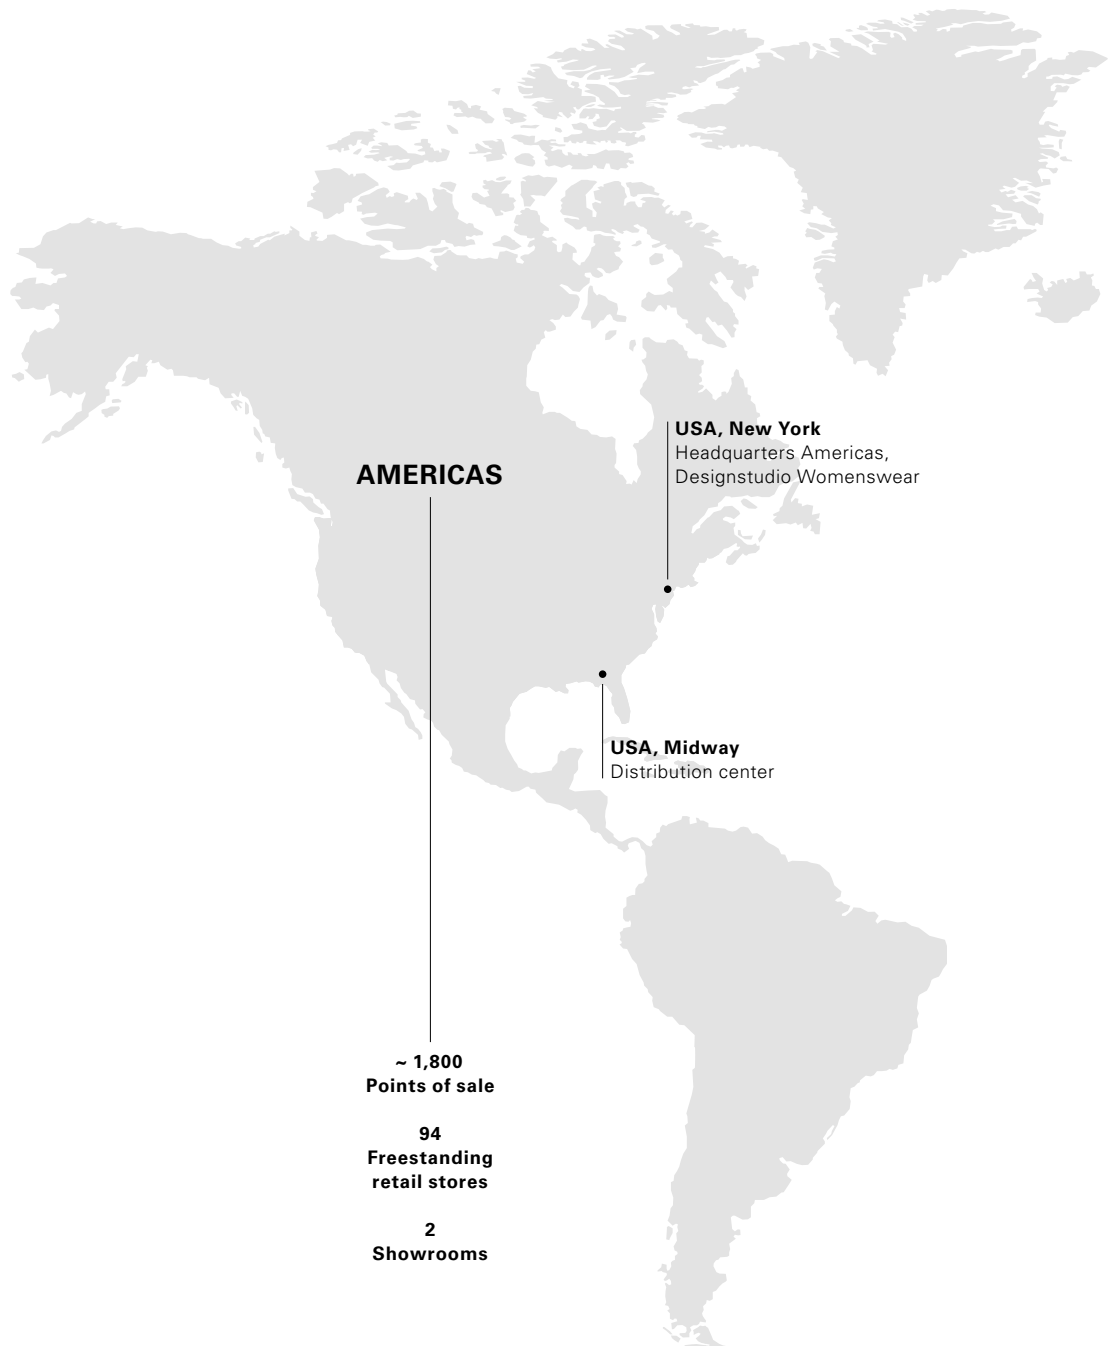 USA, New York
Headquarters Americas,
Designstudio Womenswear
AMERICAS
USA, Midway
Distribution center
~ 1,800
Points of sale
94
Freestanding
retail stores
2
Showrooms